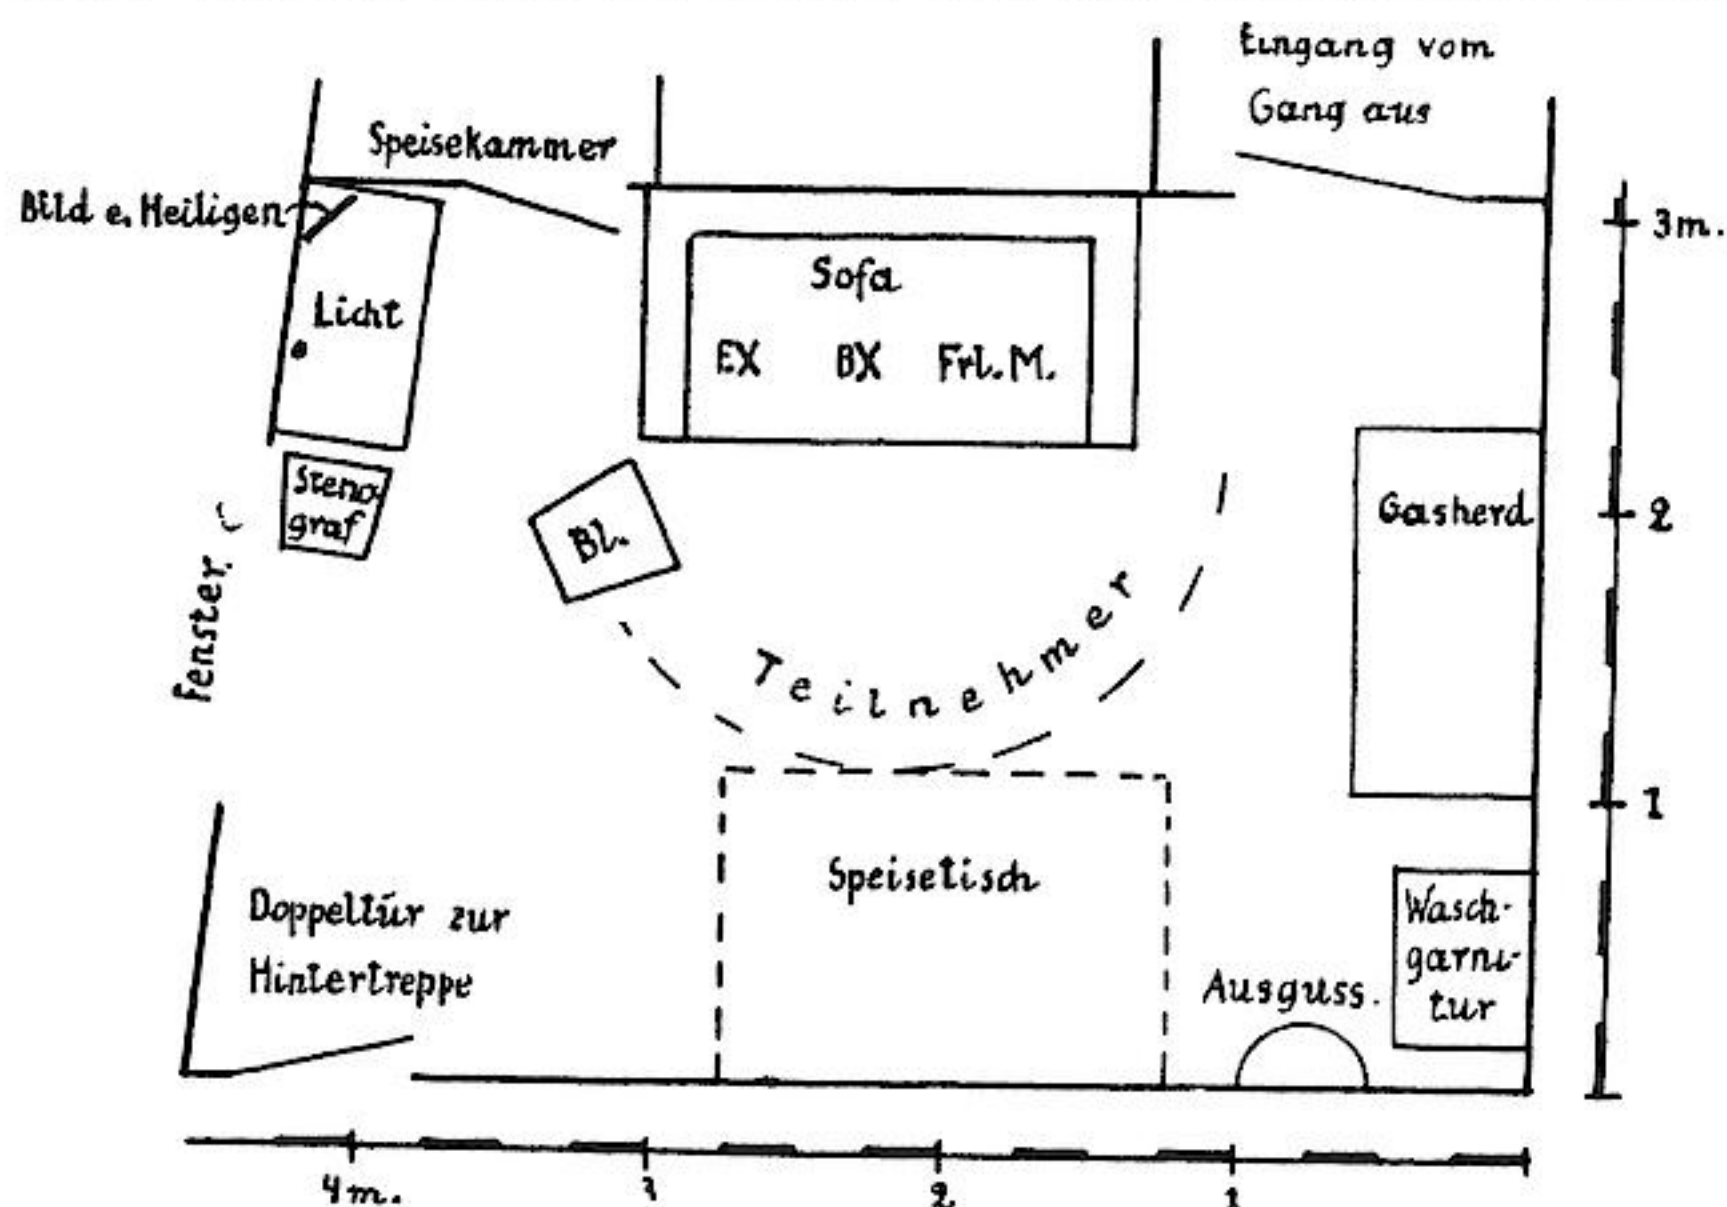 Eingang vom
Gang aus
Speisekammer
Bild e. Heiligen
3m.
Sofa
Licht
EX BX Frl. M.
Steno
graf
Gasherd
2
Bl.
Fenster
Teilnehmer
1
Speisetisch
Doppeltür zur
Hintertreppe
Wasch-
garni-
tur
Ausguss.
4m. 3 2 1